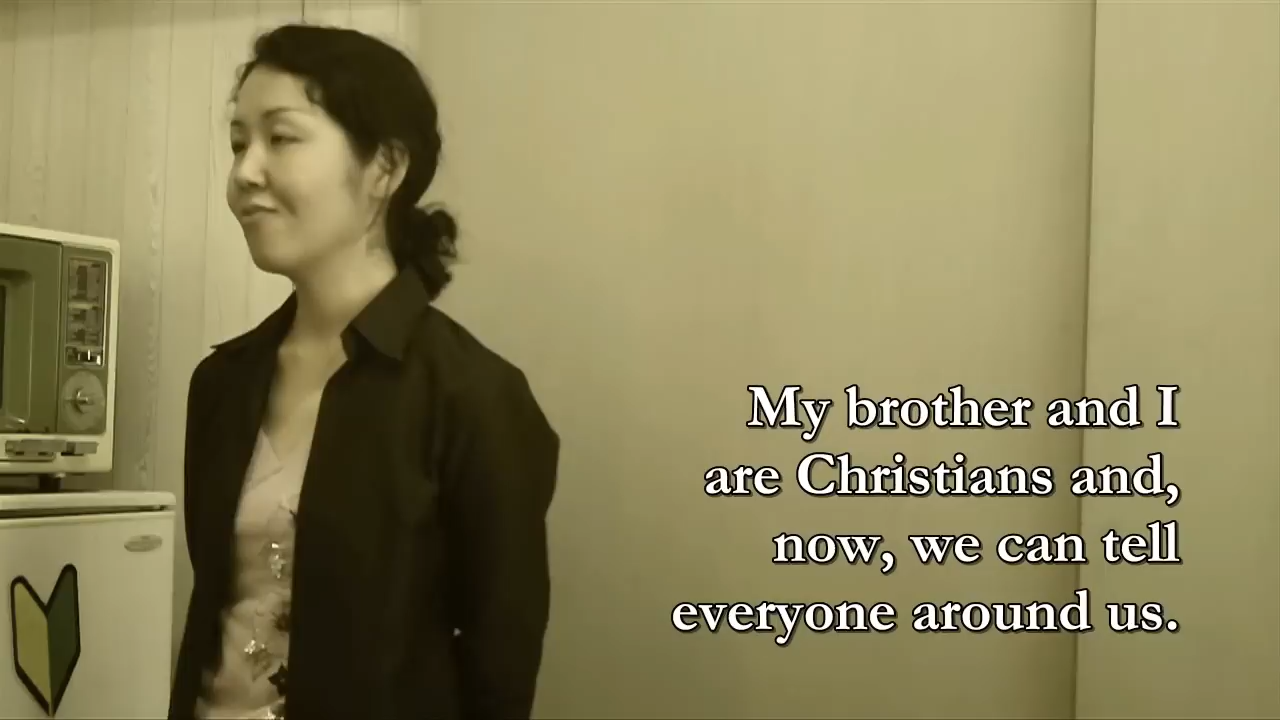 My brother and I
are Christians and,
now, we can tell
everyone around us.